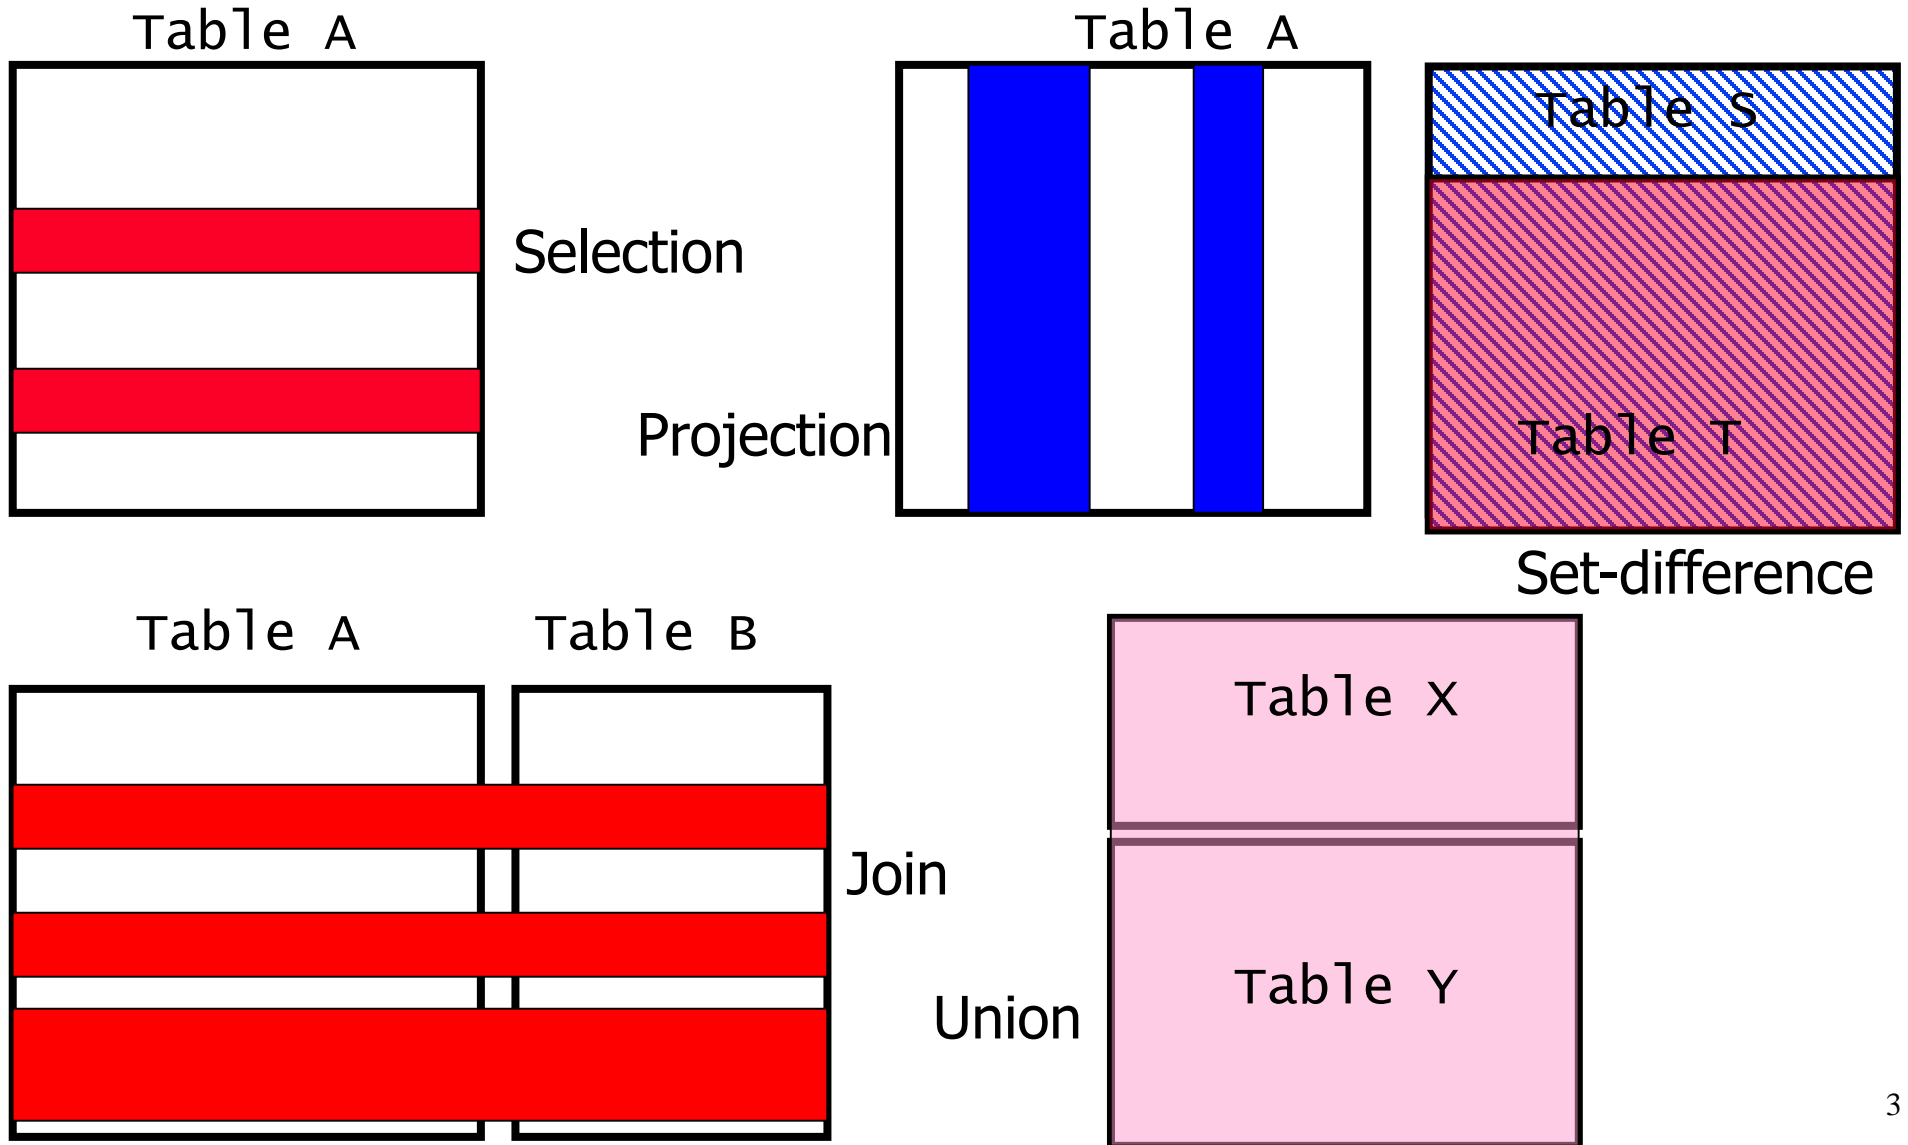 Table A
Selection
Table A
Projection
Table S
Table T
Set-difference
Table A
Table B
Join
Table X
Table Y
Union
3